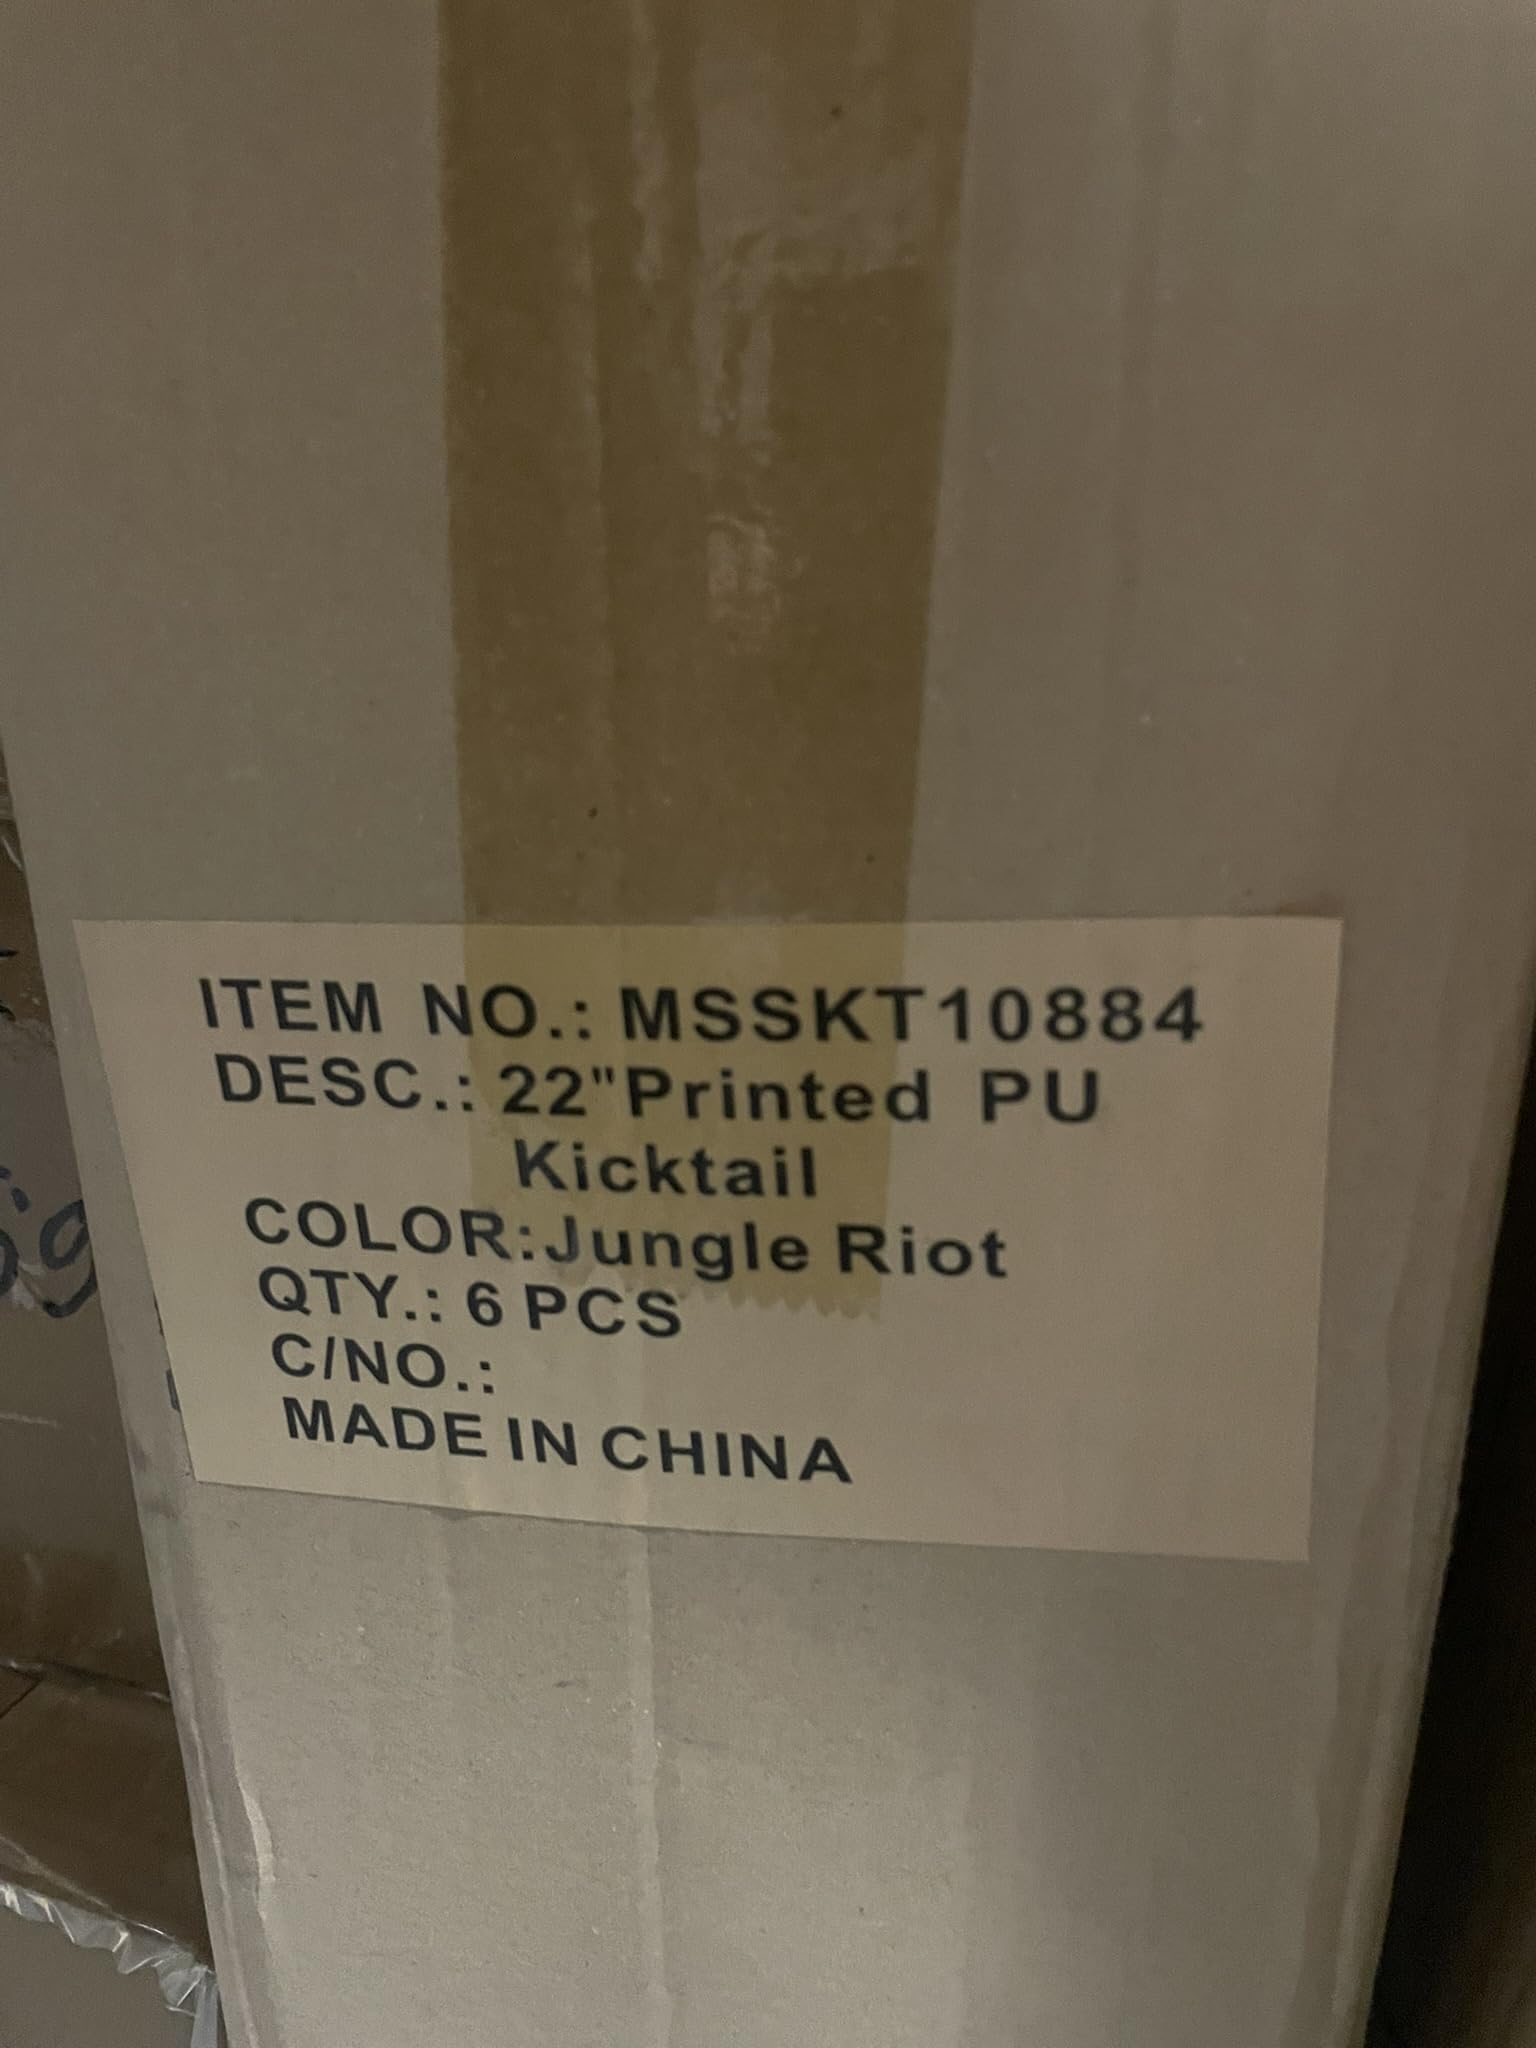 ITEM NO.: MSSKT10884
DESC.: 22"Printed PU
Kicktail
COLOR:Jungle Riot
QTY.: 6 PCS
C/NO.:
MADE IN CHINA